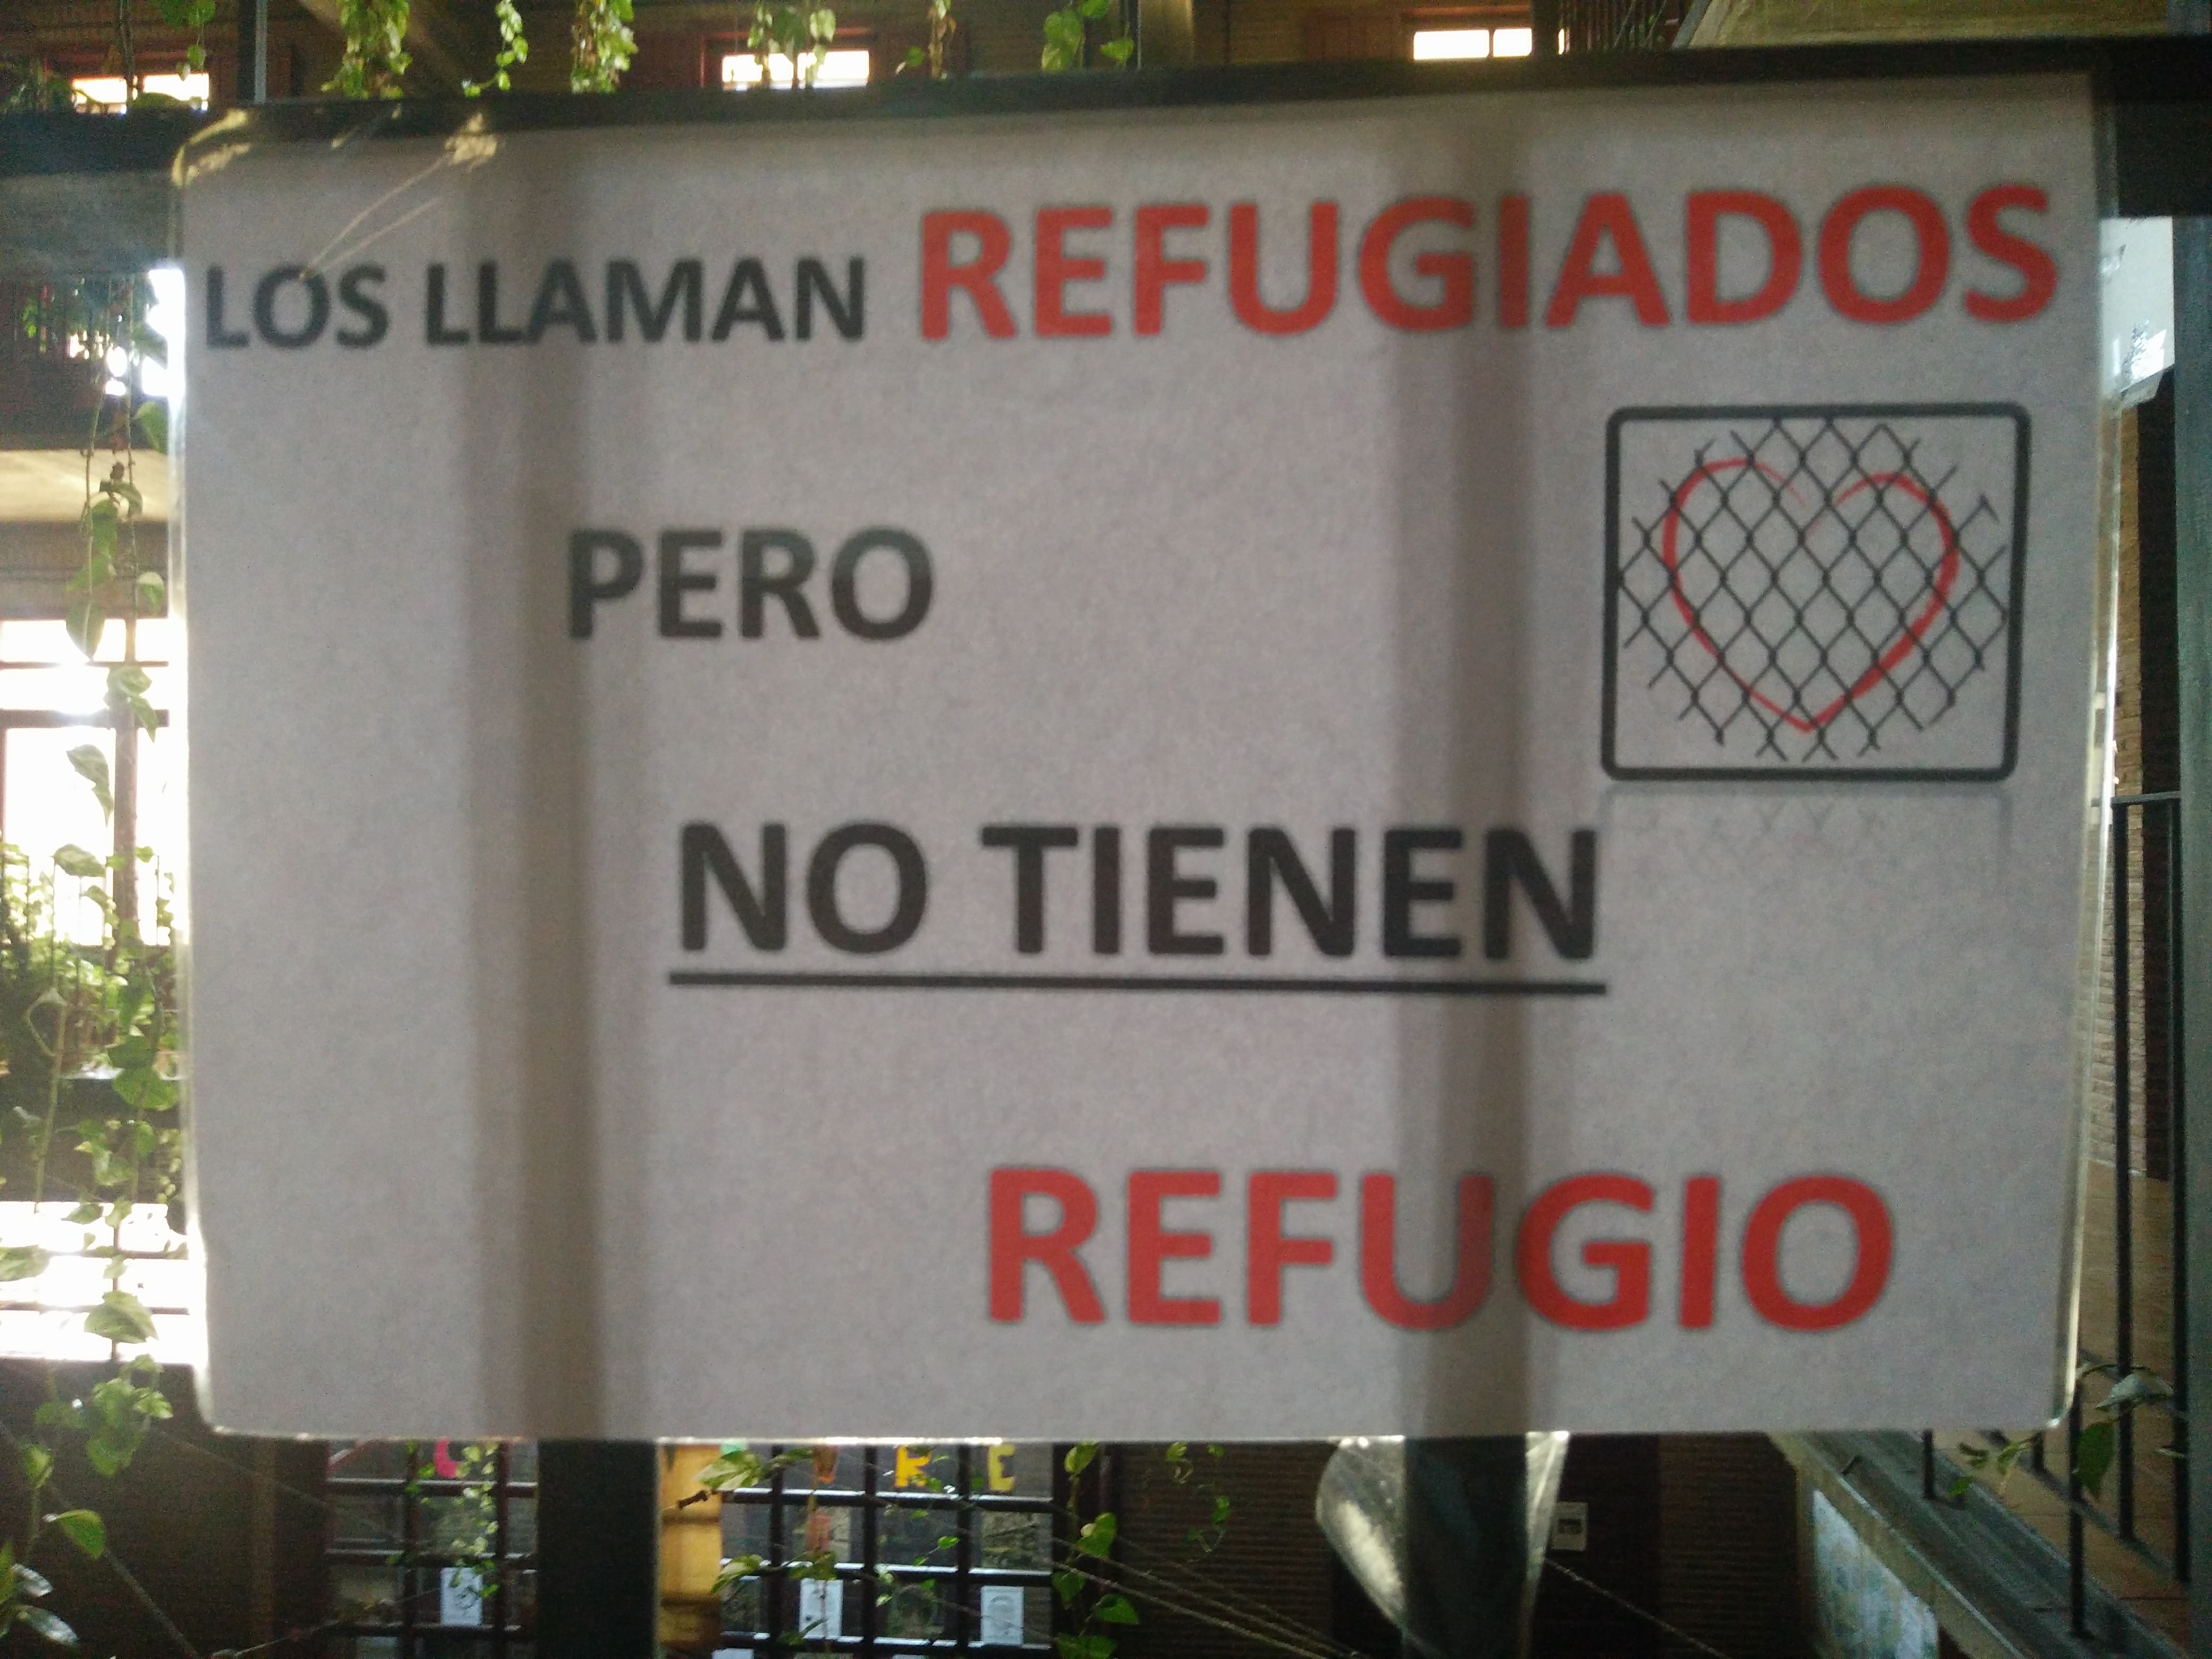 LOS LLAMAN REFUGIADOS
PERO
NO TIENEN
REFUGIO